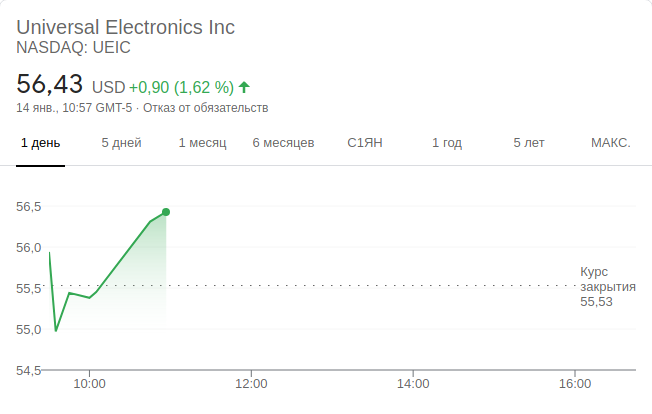 Universal Electronics Inc
NASDAQ: UEIC
56,43 USD +0,90 (1,62 %)
14 янв., 10:57 GMT-5 · Отказ от обязательств
1 день 5 дней 1 месяц 6 месяцев С1ЯН 1 год 5 лет МАКС.
56,5
56,0
55,5
55,0
54,5
Курс
закрытия
55,53
10:00 12:00 14:00 16:00